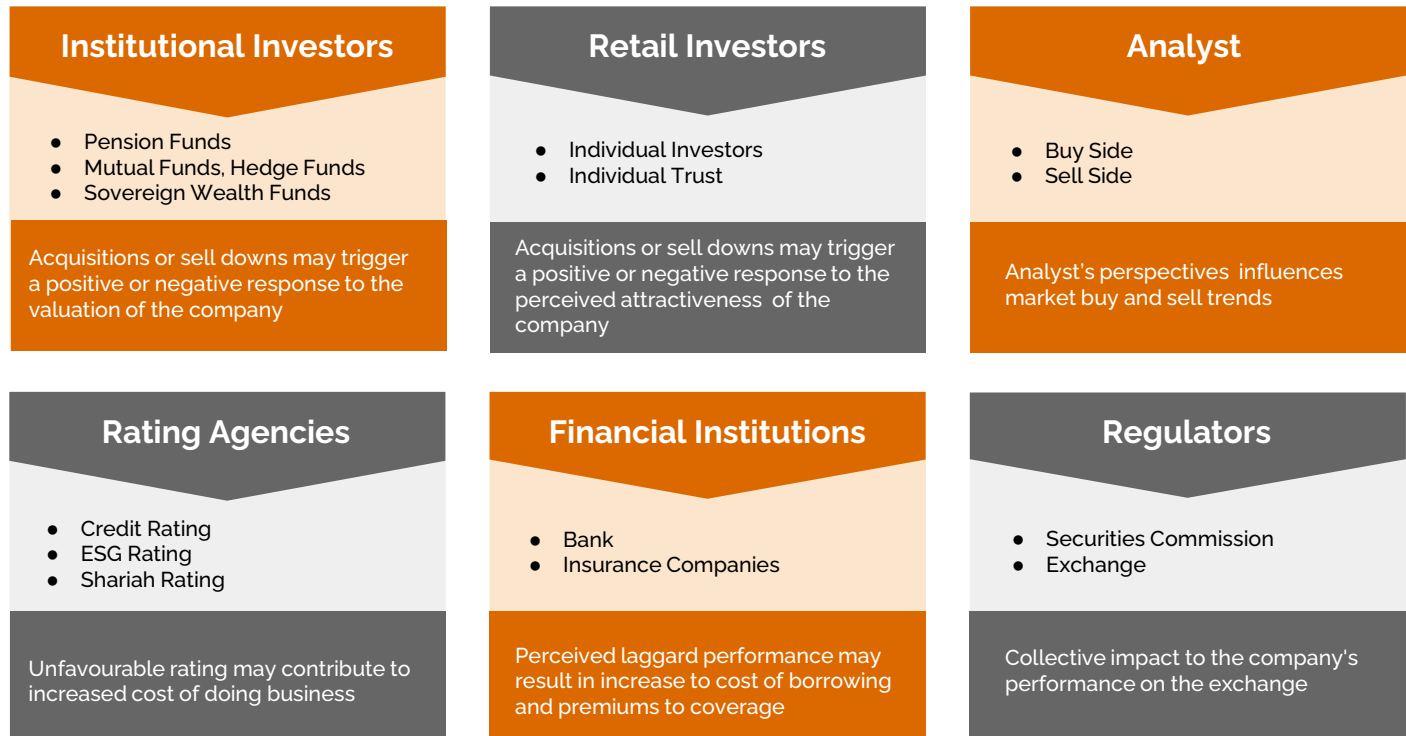 Institutional Investors
● Pension Funds
● Mutual Funds, Hedge Funds
● Sovereign Wealth Funds
Acquisitions or sell downs may trigger
a positive or negative response to the
valuation of the company
Retail Investors
● Individual Investors
● Individual Trust
Acquisitions or sell downs may trigger
a positive or negative response to the
perceived attractiveness of the
company
Analyst
● Buy Side
● Sell Side
Analyst's perspectives influences
market buy and sell trends
Rating Agencies
● Credit Rating
● ESG Rating
● Shariah Rating
Unfavourable rating may contribute to
increased cost of doing business
Financial Institutions
● Bank
● Insurance Companies
Perceived laggard performance may
result in increase to cost of borrowing
and premiums to coverage
Regulators
● Securities Commission
● Exchange
Collective impact to the company's
performance on the exchange